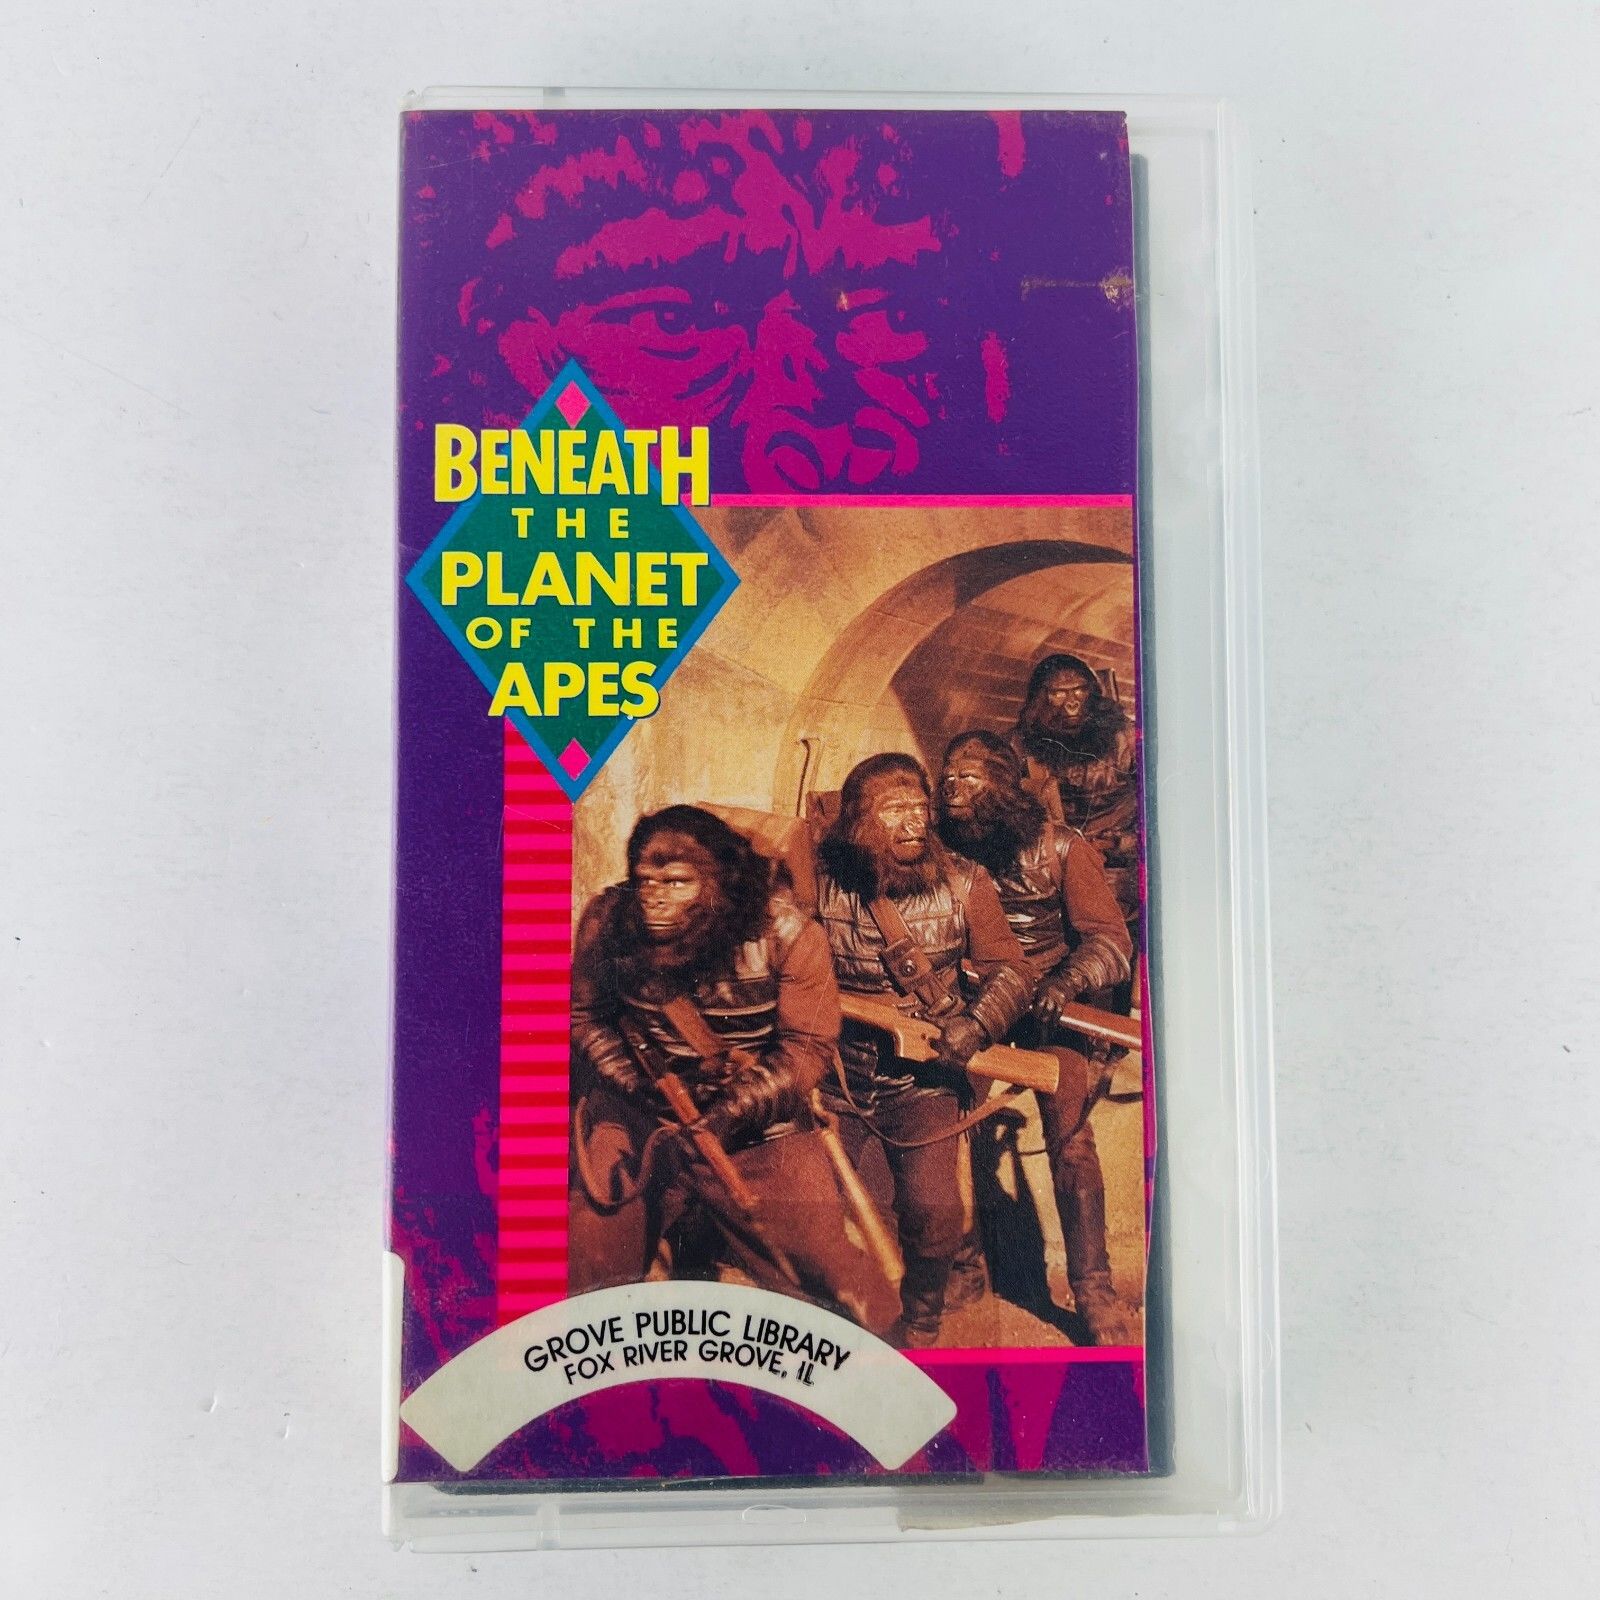 BENEATH
THE
PLANET
OF THE
APES
GROVE PUBLIC LIBRARY
FOX RIVER GROVE, IL